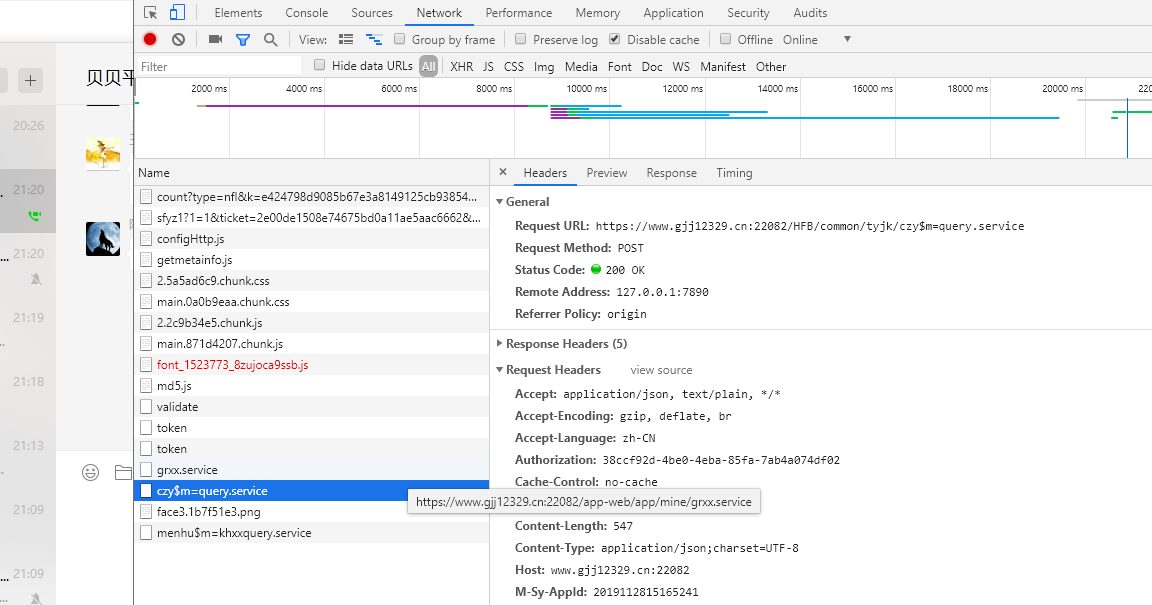 Elements Console Sources Network Performance Memory Application Security Audits
View: Group by frame Preserve log Disable cache Offline Online
Filter Hide data URLs All XHR JS CSS Img Media Font Doc WS Manifest Other
2000 ms 4000 ms 6000 ms 8000 ms 10000 ms 12000 ms 14000 ms 16000 ms 18000 ms 20000 ms
贝贝平
20:26
21:20
21:20
21:19
21:18
21:13
21:09
21:09
Name
count?type=nfl&k=e424798d9085b67e3a8149125cb93854...
sfyz1?1=1&ticket=2e00de1508e74675bd0a11ae5aac6662&...
configHttp.js
getmetainfo.js
2.5a5ad6c9.chunk.css
main.0a0b9eaa.chunk.css
2.2c9b34e5.chunk.js
main.871d4207.chunk.js
font_1523773_8zujoca9ssb.js
md5.js
validate
token
token
grxx.service
czy$m=query.service
face3.1b7f51e3.png
menhu$m=khxxquery.service
Headers Preview Response Timing
General
Request URL: https://www.gjj12329.cn:22082/HFB/common/tyjk/czy$m=query.service
Request Method: POST
Status Code: 200 OK
Remote Address: 127.0.0.1:7890
Referrer Policy: origin
Response Headers (5)
Request Headers view source
Accept: application/json, text/plain, */*
Accept-Encoding: gzip, deflate, br
Accept-Language: zh-CN
Authorization: 38ccf92d-4be0-4eba-85fa-7ab4a074df02
Cache-Control: no-cache
https://www.gjj12329.cn:22082/app-web/app/mine/grxx.service
Content-Length: 547
Content-Type: application/json;charset=UTF-8
Host: www.gjj12329.cn:22082
M-Sy-AppId: 2019112815165241